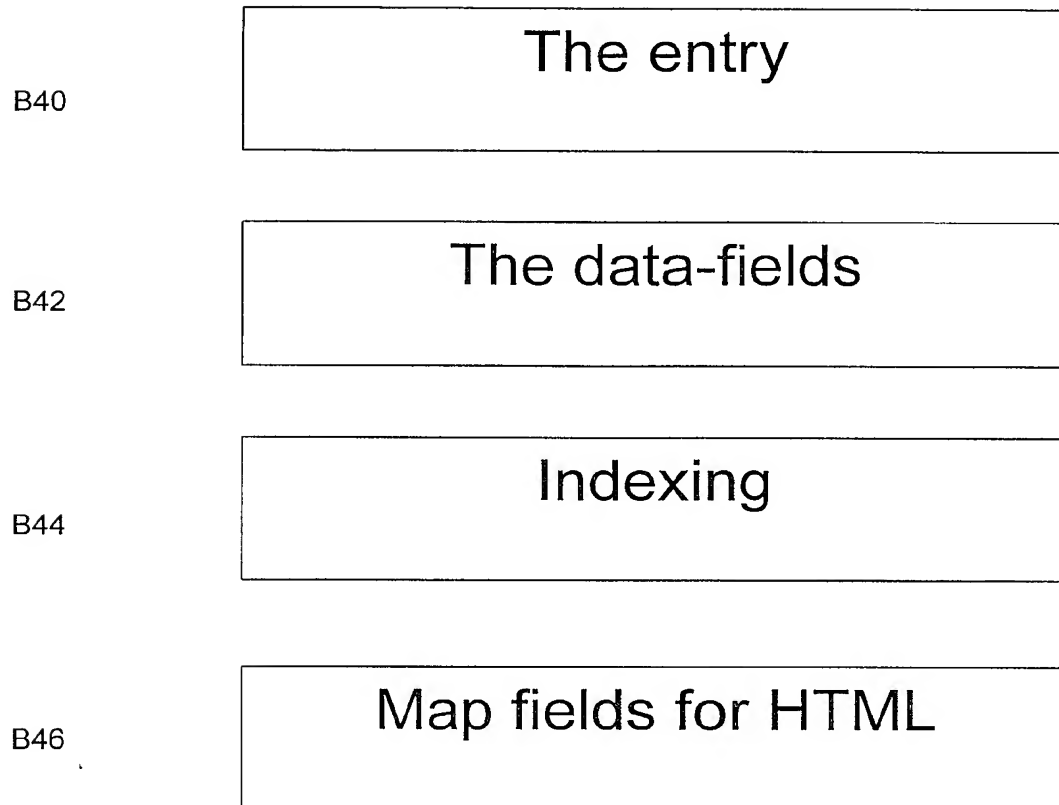 The entry
B40
The data-fields
B42
Indexing
B44
Map fields for HTML
B46